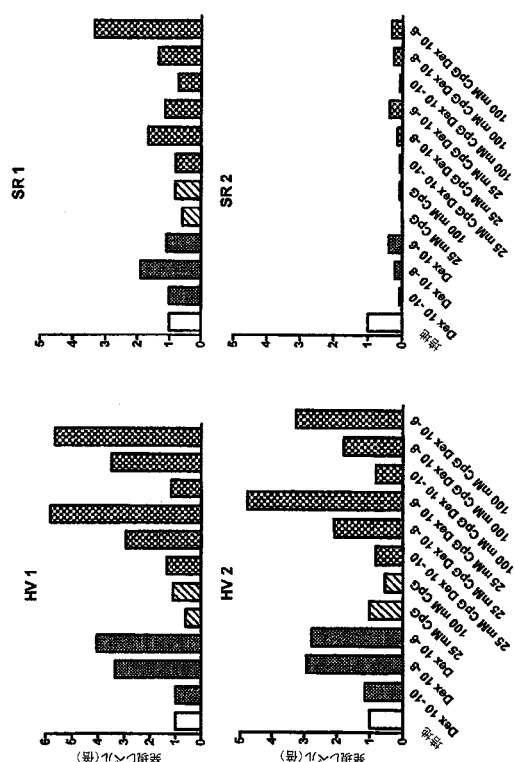 HV 1
発現レベル(倍)
6
5
4
3
2
1
0
SR 1
5
4
3
2
1
0
HV 2
発現レベル(倍)
5
4
3
2
1
0
培地
Dex 10 -10
Dex 10 -8
Dex 10 -6
25 mM CpG
100 mM CpG
25 mM CpG Dex 10 -10
25 mM CpG Dex 10 -8
25 mM CpG Dex 10 -6
100 mM CpG Dex 10 -10
100 mM CpG Dex 10 -8
100 mM CpG Dex 10 -6
SR 2
5
4
3
2
1
0
培地
Dex 10 -10
Dex 10 -8
Dex 10 -6
25 mM CpG
100 mM CpG
25 mM CpG Dex 10 -10
25 mM CpG Dex 10 -8
25 mM CpG Dex 10 -6
100 mM CpG Dex 10 -10
100 mM CpG Dex 10 -8
100 mM CpG Dex 10 -6